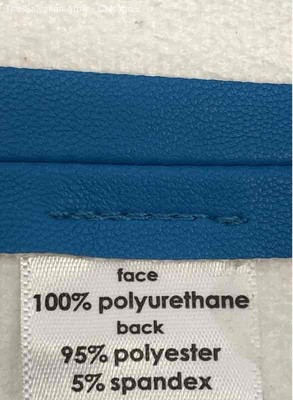 face
100% polyurethane
back
95% polyester
5% spandex